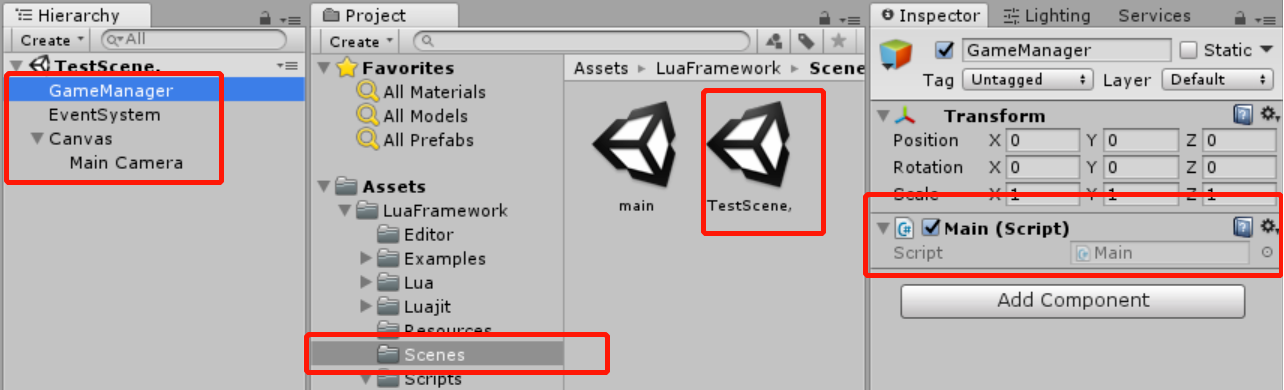 Hierarchy
Create
All
TestScene.
GameManager
EventSystem
Canvas
Main Camera
Project
Create
Favorites
All Materials
All Models
All Prefabs
Assets
LuaFramework
Editor
Examples
Lua
Luajit
Resources
Scenes
Scripts
Assets LuaFramework Scene
main
TestScene,
Inspector Lighting Services
GameManager Static
Tag Untagged Layer Default
Transform
Position X 0 Y 0 Z 0
Rotation X 0 Y 0 Z 0
Scale X 1 Y 1 Z 1
Main (Script)
Script Main
Add Component